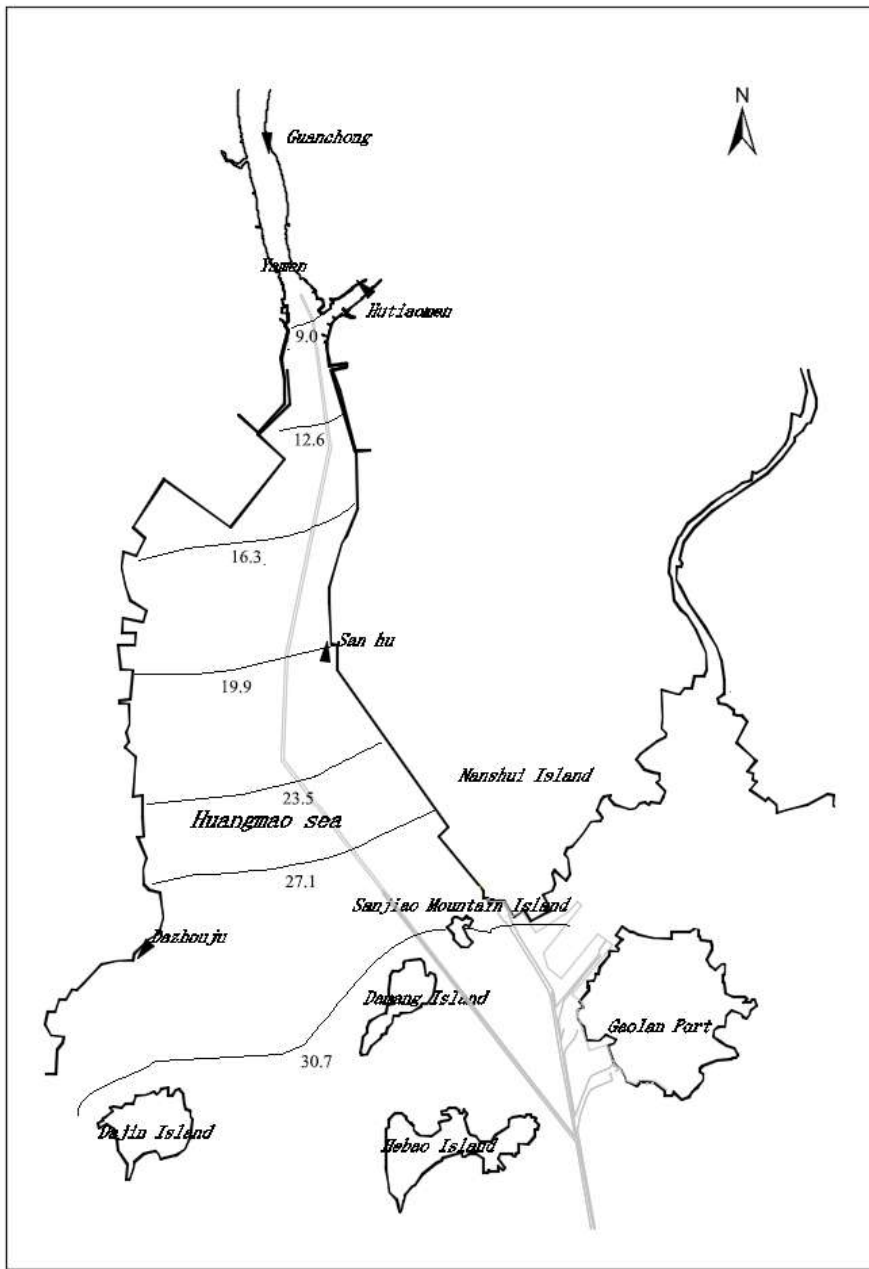 N
Guanchong
Yamen
Hutiaomen
9.0
12.6
16.3
San hu
19.9
Nanshui Island
23.5
Huangmao sea
27.1
Sanjiao Mountain Island
Dazhouju
Damang Island
Gaolan Port
30.7
Dajin Island
Hebao Island